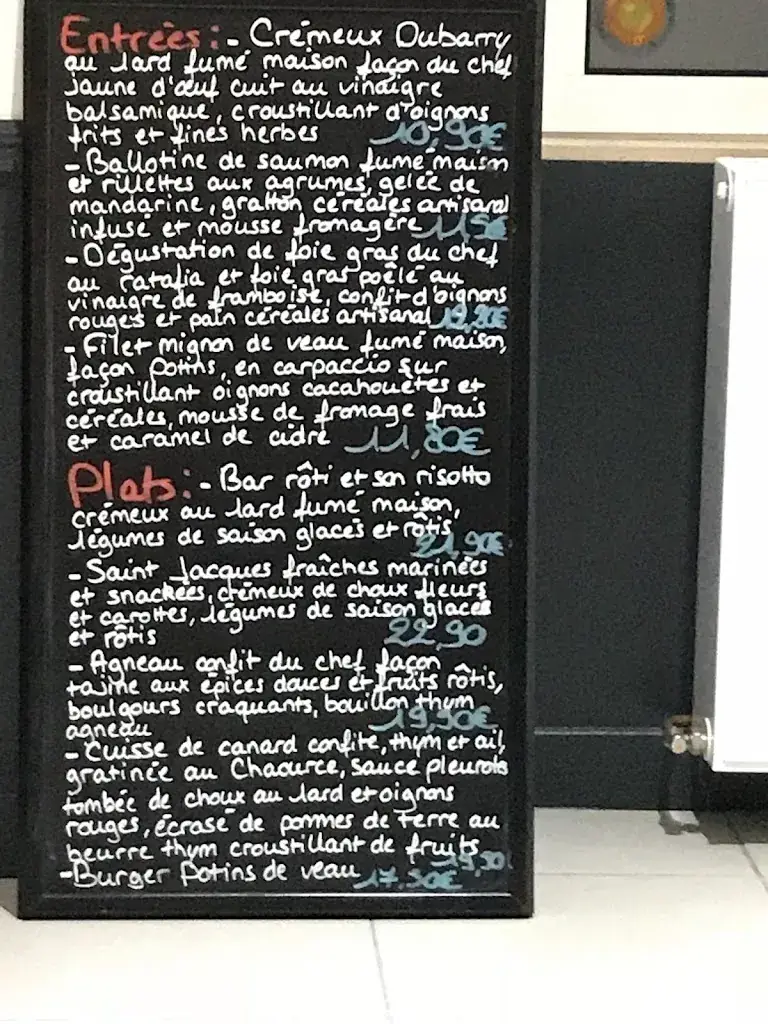 Entrées : - Crémeux Dubarry
au lard fumé maison façon du chef
jaune d'œuf cuit au vinaigre
balsamique, croustillant d'oignons
frits et fines herbes 10,90€
- Ballotine de saumon fumé maison
et rillettes aux agrumes, gelée de
mandarine, gratton céréales artisanal
infusé et mousse fromagère
- Dégustation de foie gras du chef
au ratafia et foie gras poêlé au
vinaigre de framboise, confit d'oignons
rouges et pain céréales artisanal
- Filet mignon de veau fumé maison,
façon Potins, en carpaccio sur
croustillant oignons cacahouètes et
céréales, mousse de fromage frais
et caramel de cidre 11,80€
Plats : - Bar rôti et son risotto
crémeux au lard fumé maison,
légumes de saison glacés et rôtis 21,90€
- Saint Jacques fraîches marinées
et snackées, crémeux de choux fleurs
et carottes, légumes de saison glacés
et rôtis 22,90
- Agneau confit du chef façon
tajine aux épices douces et fruits rôtis,
boulgours craquants, bouillon thym
agneau 19,90€
- Cuisse de canard confite, thym et ail,
gratinée au Chaource, sauce pleurots
tombée de choux au lard et oignons
rouges, écrasé de pommes de terre au
beurre thym croustillant de fruits
- Burger Potins de veau 17,90€